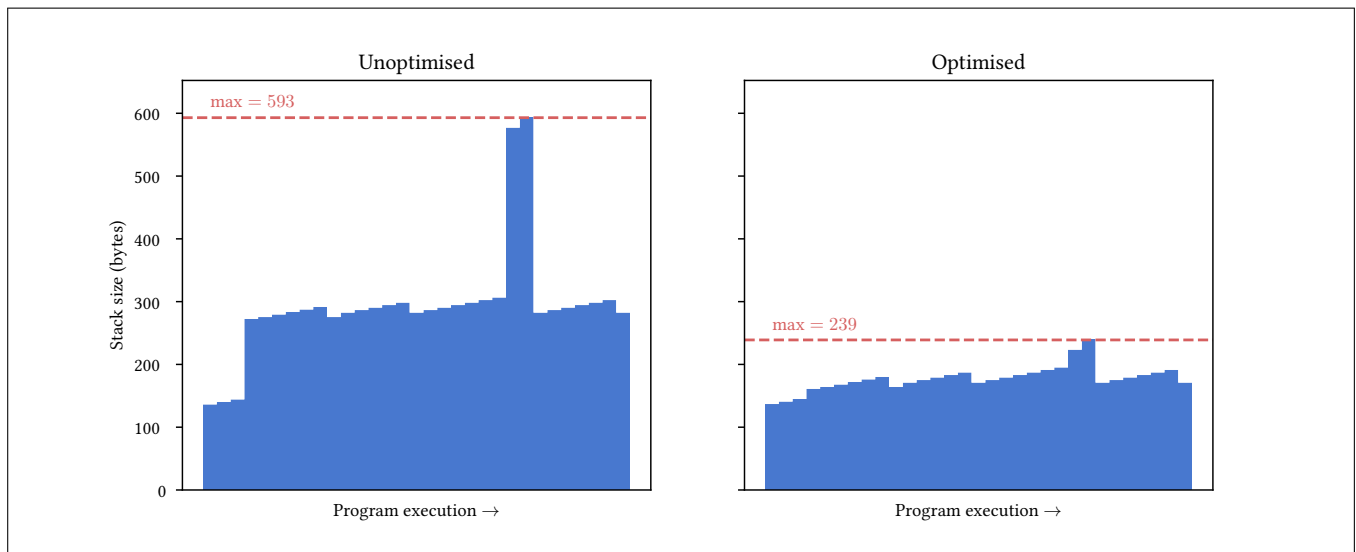 Unoptimised
Optimised
max = 593
max = 239
600
500
400
300
200
100
0
Stack size (bytes)
Program execution →
Program execution →